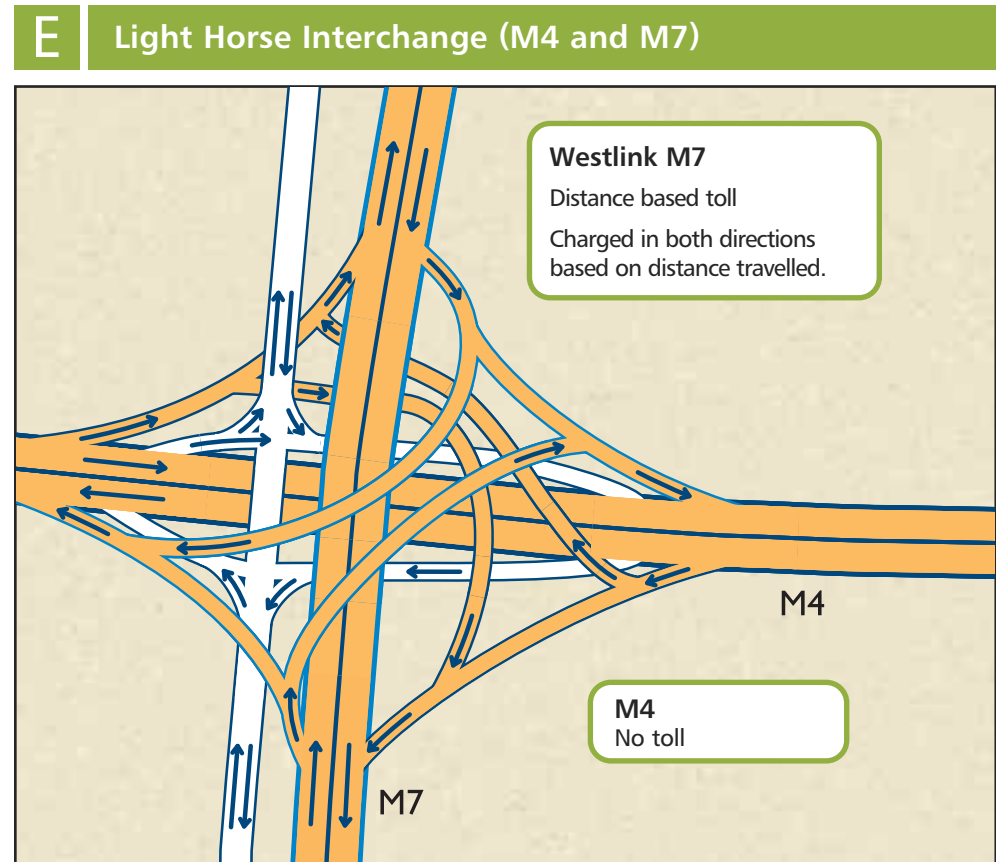 E
Light Horse Interchange (M4 and M7)
Westlink M7
Distance based toll
Charged in both directions
based on distance travelled.
M4
M4
No toll
M7